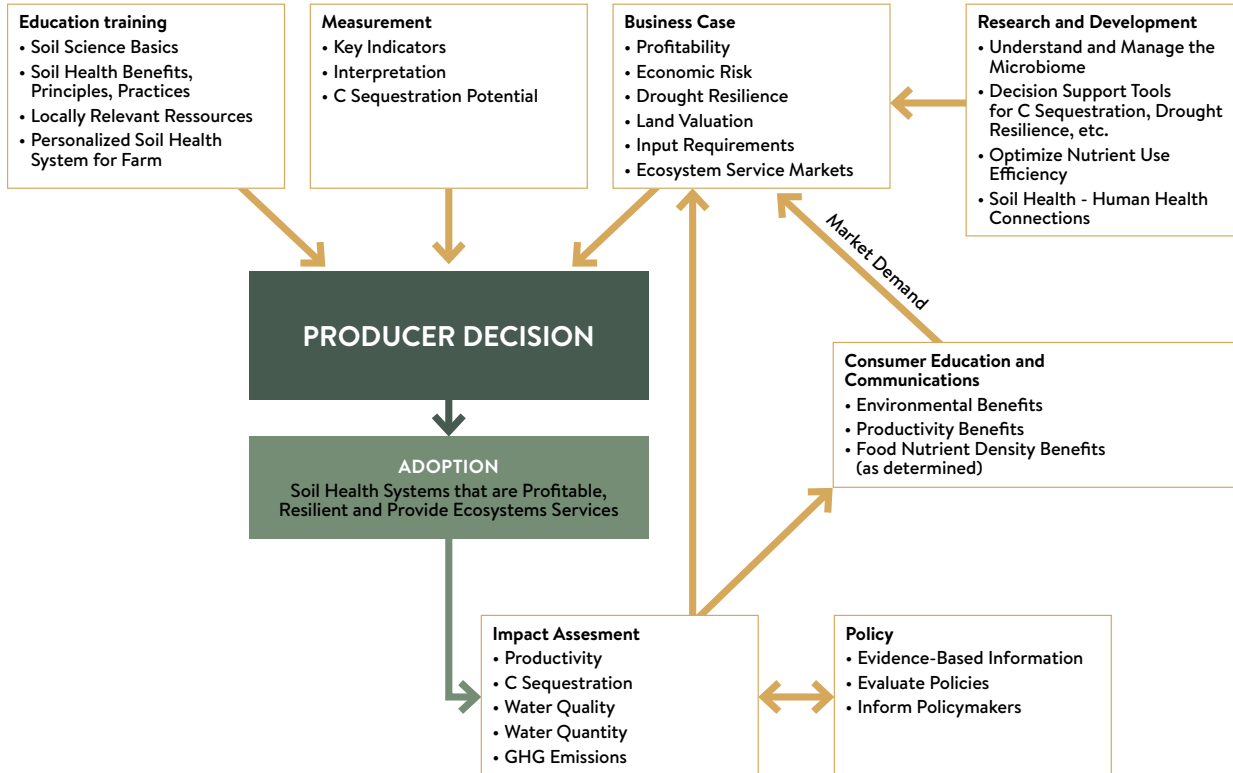 Education training
• Soil Science Basics
• Soil Health Benefits,
Principles, Practices
• Locally Relevant Ressources
• Personalized Soil Health
System for Farm
Measurement
• Key Indicators
• Interpretation
• C Sequestration Potential
Business Case
• Profitability
• Economic Risk
• Drought Resilience
• Land Valuation
• Input Requirements
• Ecosystem Service Markets
Research and Development
• Understand and Manage the
Microbiome
• Decision Support Tools
for C Sequestration, Drought
Resilience, etc.
• Optimize Nutrient Use
Efficiency
• Soil Health - Human Health
Connections
Market Demand
PRODUCER DECISION
Consumer Education and
Communications
• Environmental Benefits
• Productivity Benefits
• Food Nutrient Density Benefits
(as determined)
ADOPTION
Soil Health Systems that are Profitable,
Resilient and Provide Ecosystems Services
Impact Assesment
• Productivity
• C Sequestration
• Water Quality
• Water Quantity
• GHG Emissions
Policy
• Evidence-Based Information
• Evaluate Policies
• Inform Policymakers